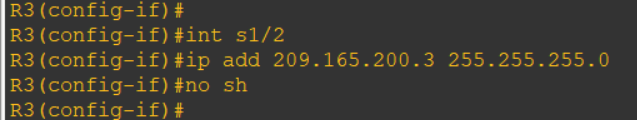 R3(config-if)#
R3(config-if)#int s1/2
R3(config-if)#ip add 209.165.200.3 255.255.255.0
R3(config-if)#no sh
R3(config-if)#